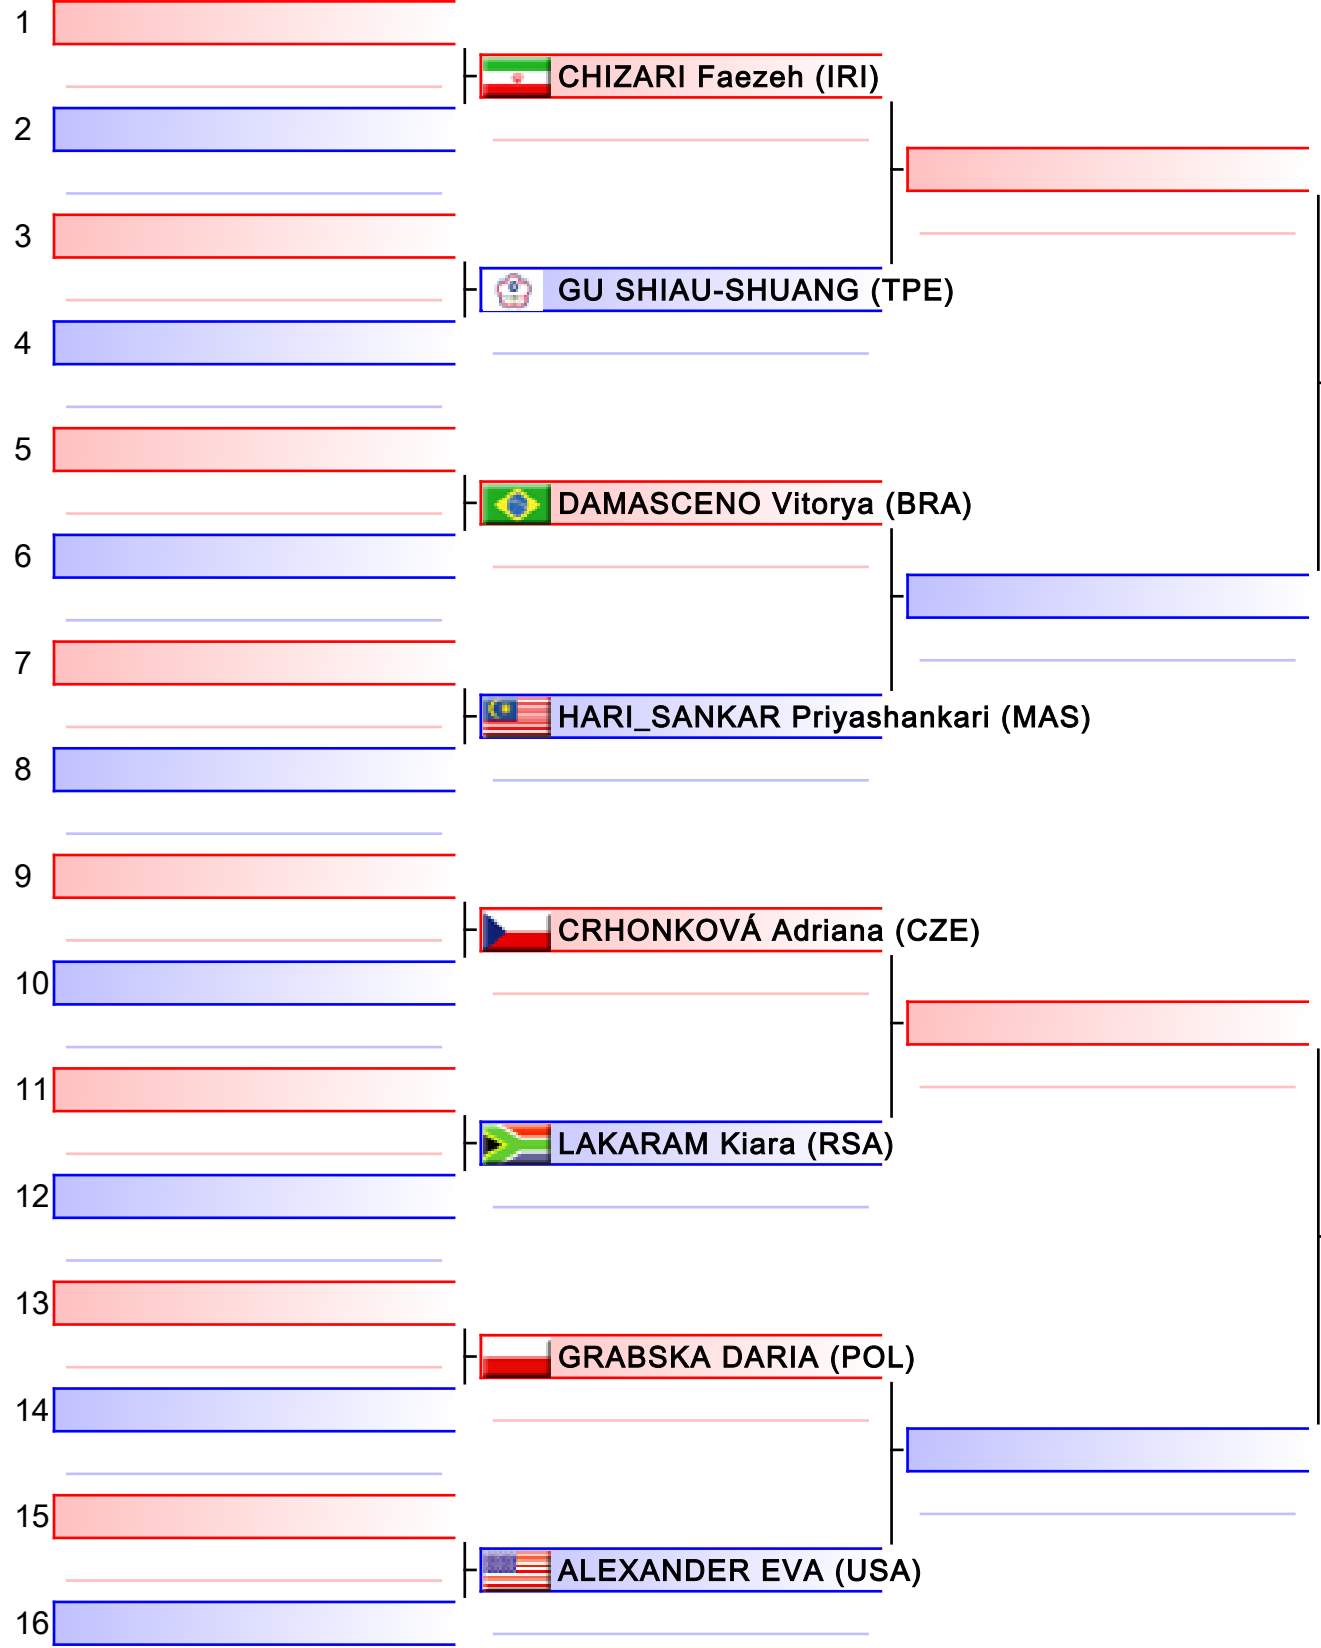 1
CHIZARI Faezeh (IRI)
2
3
GU SHIAU-SHUANG (TPE)
4
5
DAMASCENO Vitorya (BRA)
6
7
HARI_SANKAR Priyashankari (MAS)
8
9
CRHONKOVÁ Adriana (CZE)
10
11
LAKARAM Kiara (RSA)
12
13
GRABSKA DARIA (POL)
14
15
ALEXANDER EVA (USA)
16